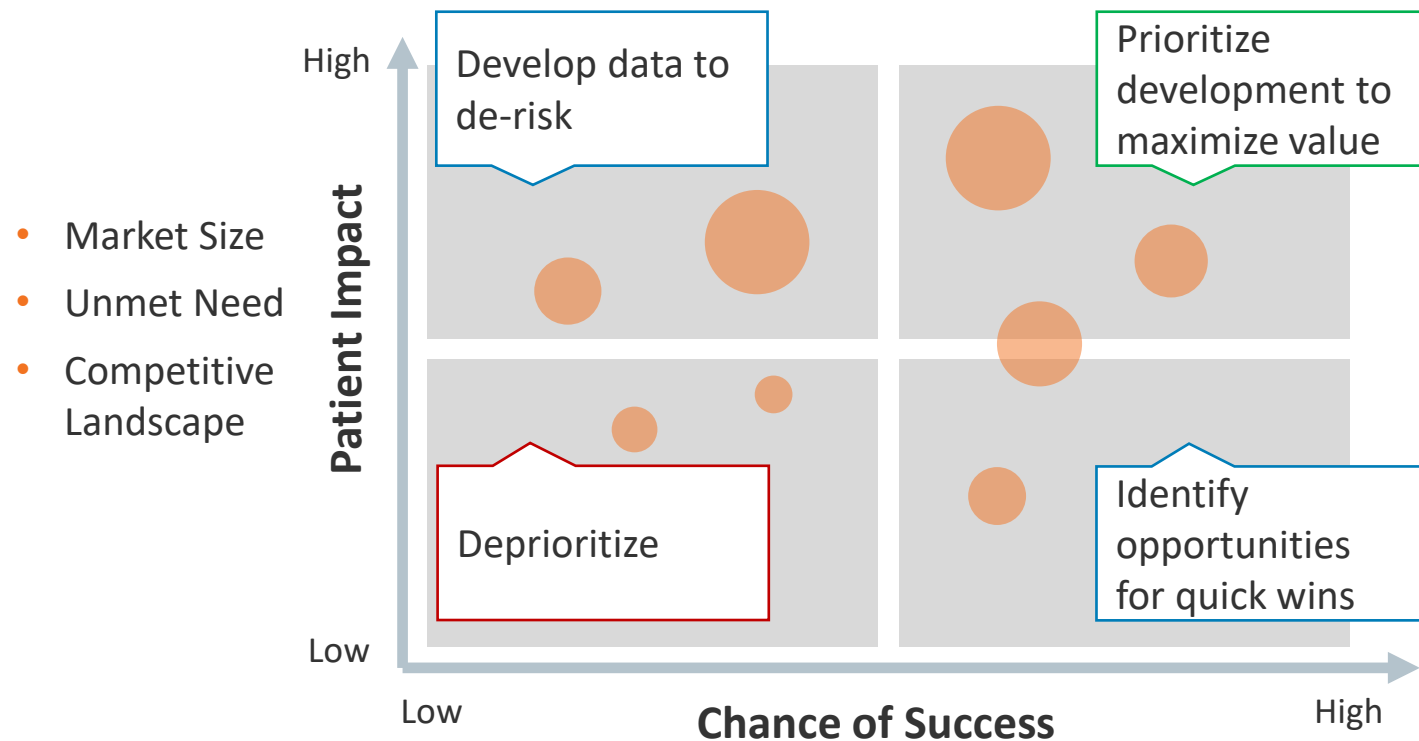 High
Develop data to
de-risk
Prioritize
development to
maximize value
• Market Size
• Unmet Need
• Competitive
Landscape
Patient Impact
Deprioritize
Identify
opportunities
for quick wins
Low
Low
Chance of Success
High